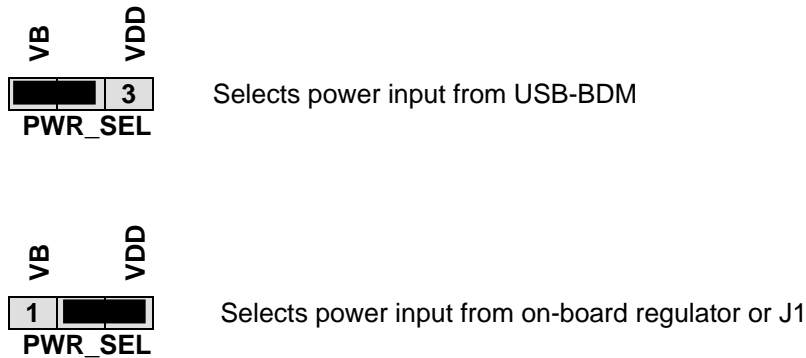 VB VDD
3 Selects power input from USB-BDM
PWR_SEL
VB VDD
1 Selects power input from on-board regulator or J1
PWR_SEL